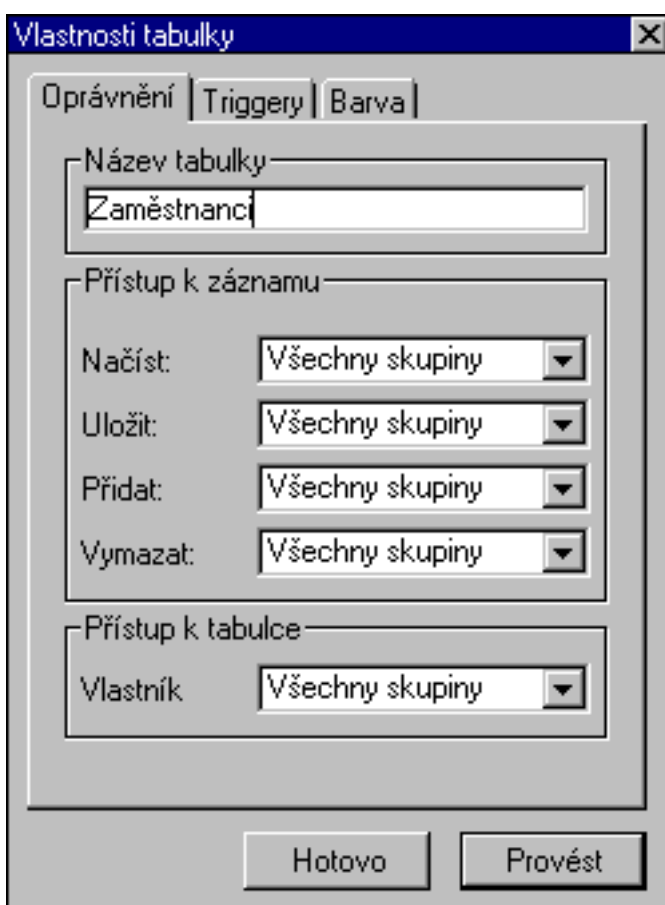 Vlastnosti tabulky
Oprávnění Triggery Barva
Název tabulky
Zaměstnanci
Přístup k záznamu
Načíst: Všechny skupiny
Uložit: Všechny skupiny
Přidat: Všechny skupiny
Vymazat: Všechny skupiny
Přístup k tabulce
Vlastník Všechny skupiny
Hotovo Provést